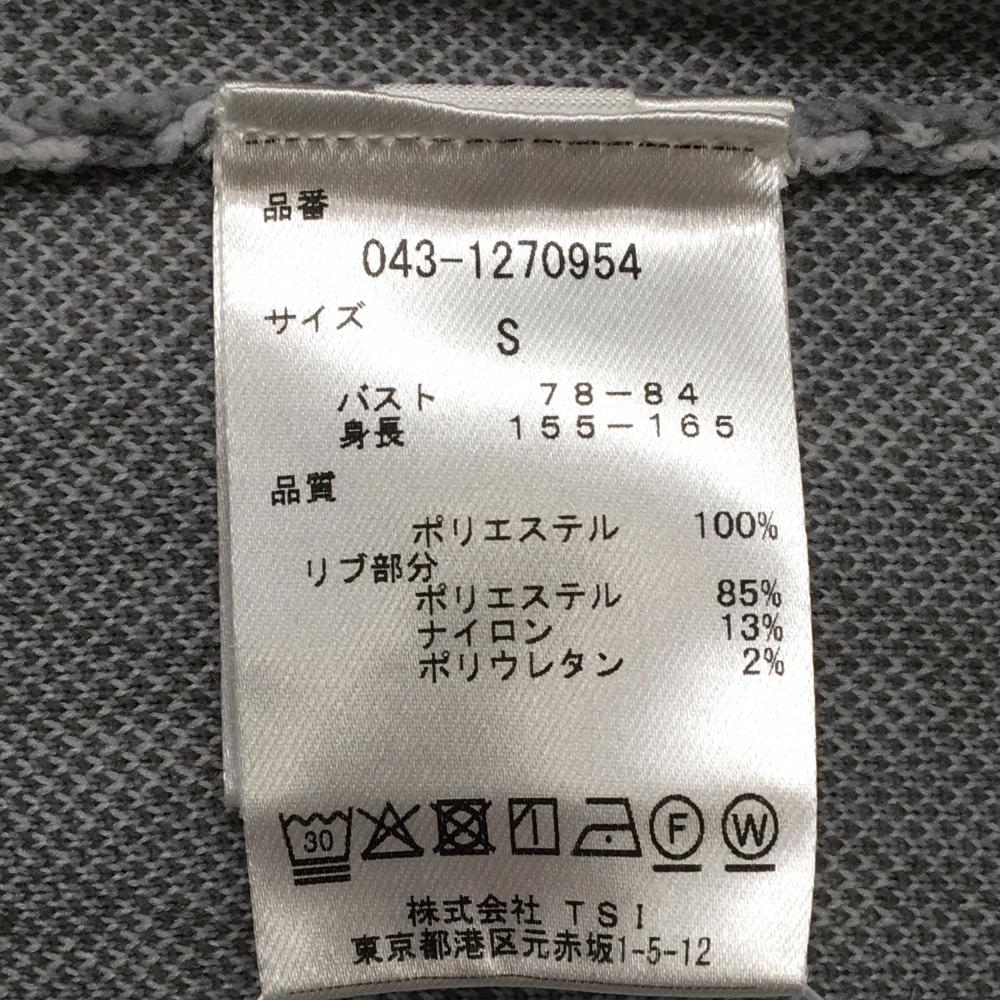 品番
043-1270954
サイズ
S
バスト 78-84
身長 155-165
品質
ポリエステル 100%
リブ部分
ポリエステル 85%
ナイロン 13%
ポリウレタン 2%
30 F W
株式会社 TSI
東京都港区元赤坂1-5-12